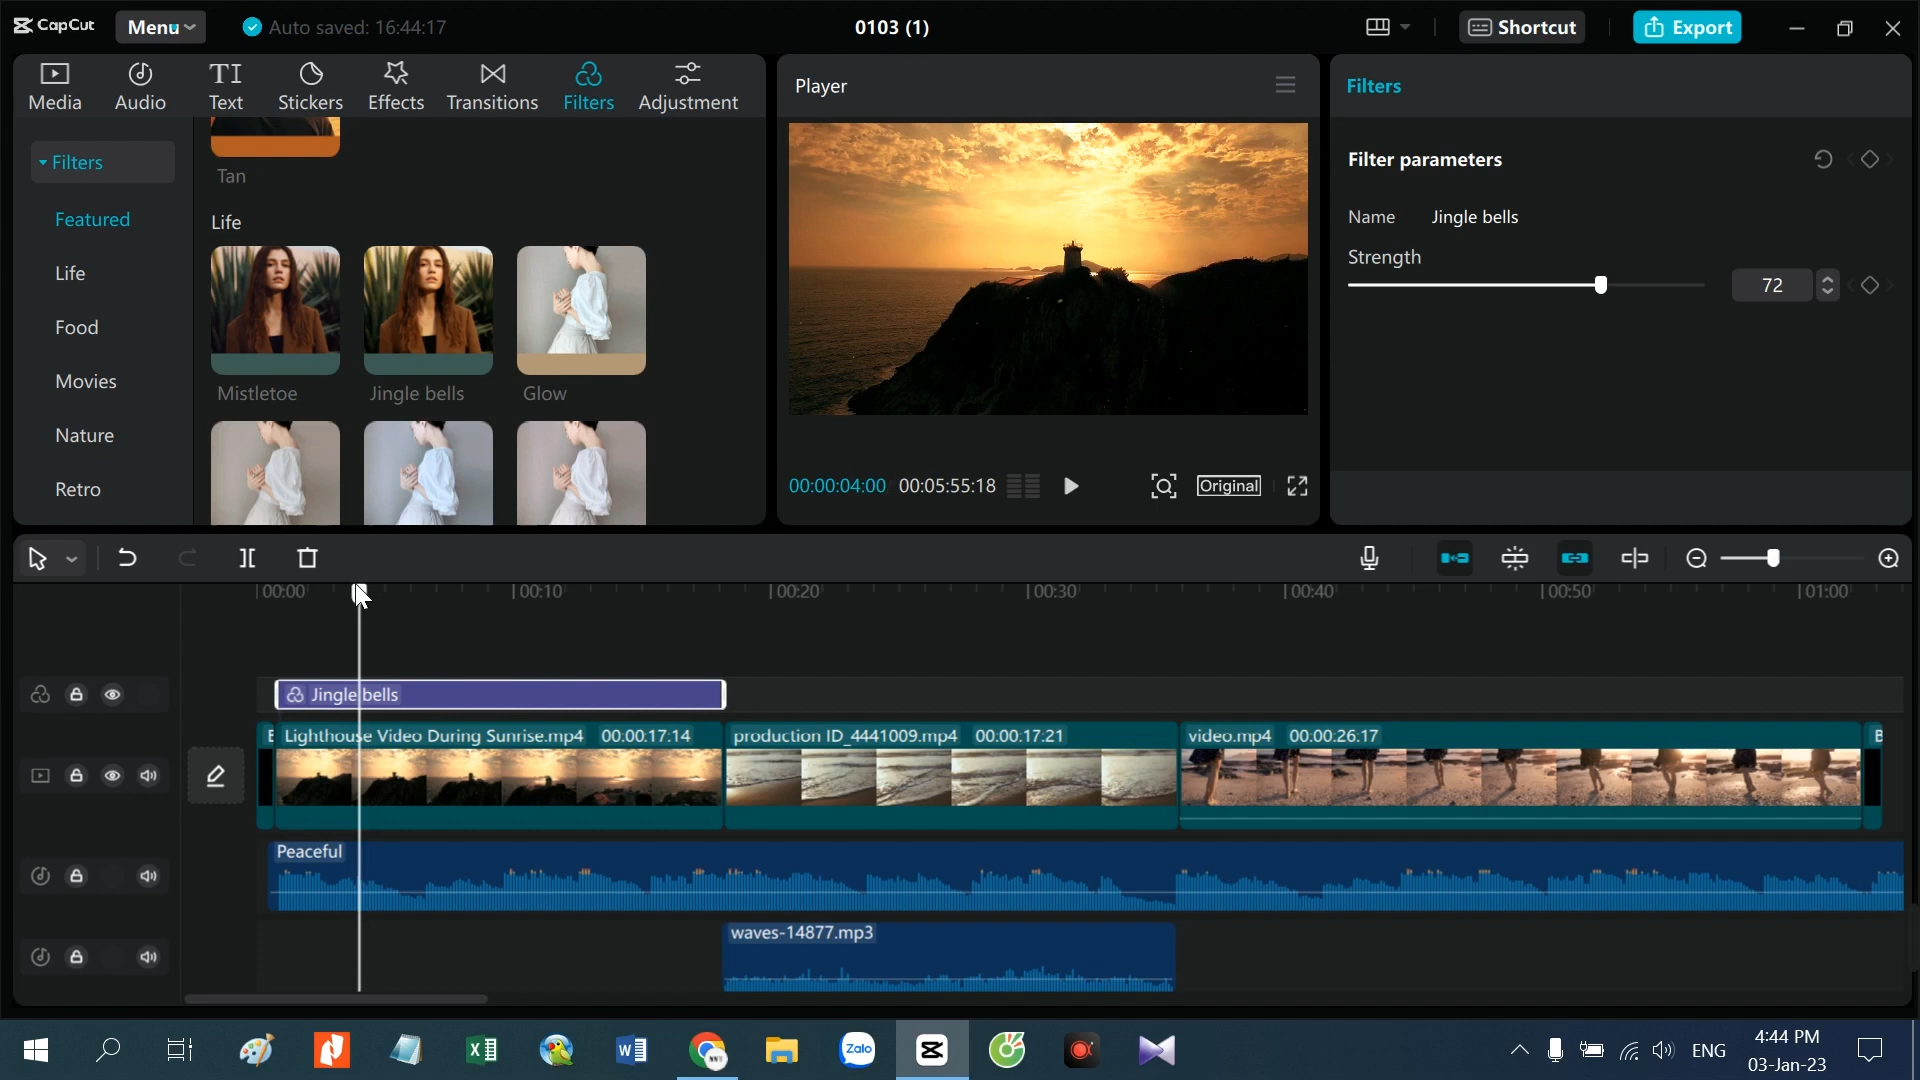 CapCut
Menu
Auto saved: 16:44:17
0103 (1)
Shortcut
Export
Media
Audio
TI
Text
Stickers
Effects
Transitions
Filters
Adjustment
Filters
Featured
Life
Food
Movies
Nature
Retro
Tan
Life
Mistletoe
Jingle bells
Glow
Player
00:00:04:00
00:05:55:18
Original
Filters
Filter parameters
Name
Jingle bells
Strength
72
00:00
00:10
00:20
00:30
00:40
00:50
01:00
Jingle bells
Lighthouse Video During Sunrise.mp4 00:00:17:14
production ID_4441009.mp4 00:00:17:21
video.mp4 00:00:26:17
Peaceful
waves-14877.mp3
Zalo
ENG
4:44 PM
03-Jan-23